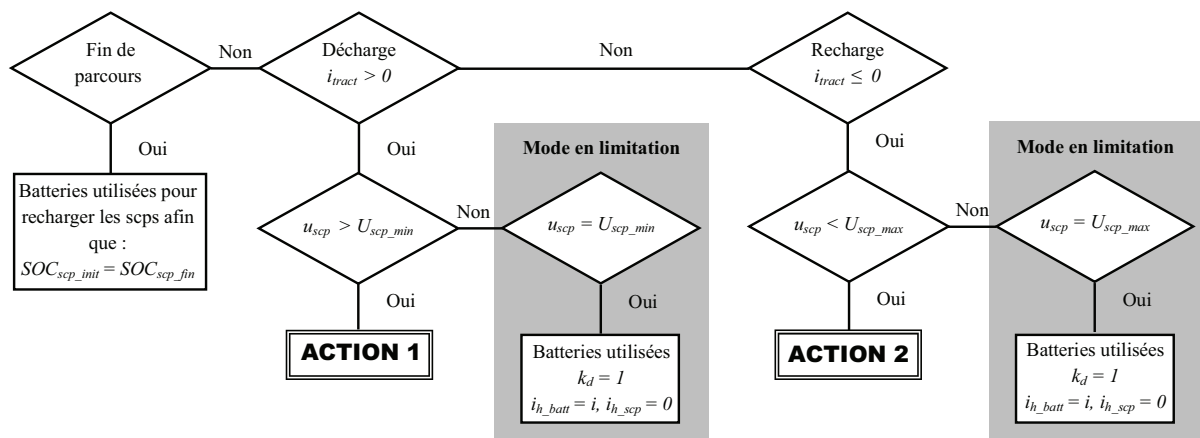 Fin de
parcours
Non
Décharge
i_tract > 0
Non
Recharge
i_tract ≤ 0
Oui
Batteries utilisées pour
recharger les scps afin
que :
SOC_scp_init = SOC_scp_fin
Oui
u_scp > U_scp_min
Non
Mode en limitation
u_scp = U_scp_min
Oui
ACTION 1
Oui
Batteries utilisées
k_d = 1
i_h_batt = i, i_h_scp = 0
Oui
u_scp < U_scp_max
Non
Mode en limitation
u_scp = U_scp_max
Oui
ACTION 2
Oui
Batteries utilisées
k_d = 1
i_h_batt = i, i_h_scp = 0